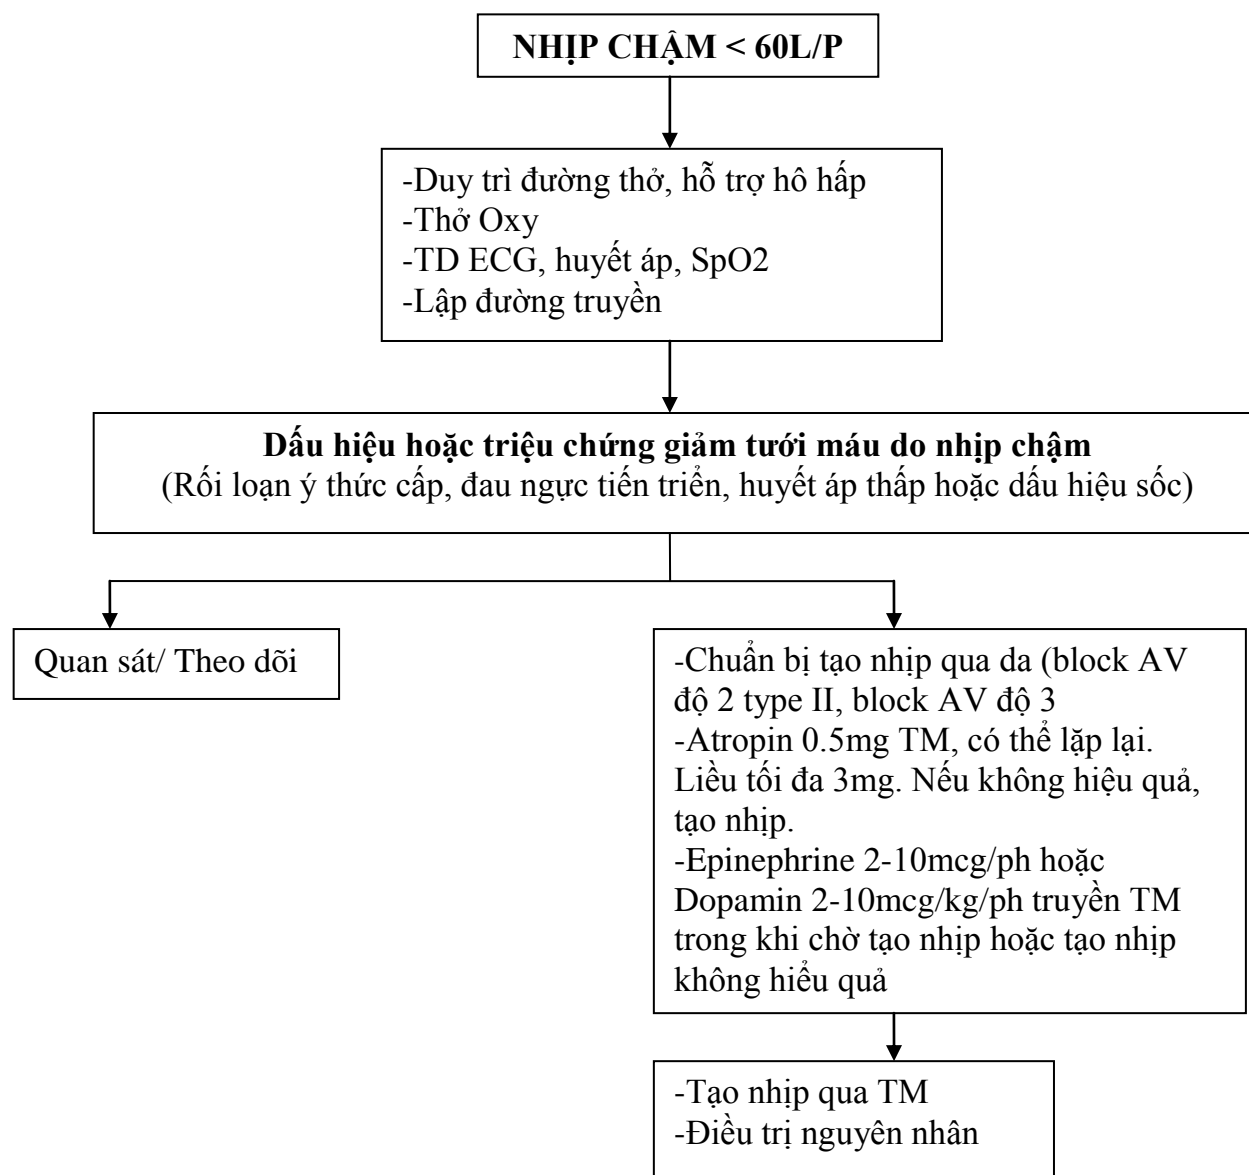 NHỊP CHẬM < 60L/P
-Duy trì đường thở, hỗ trợ hô hấp
-Thở Oxy
-TD ECG, huyết áp, SpO2
-Lập đường truyền
Dấu hiệu hoặc triệu chứng giảm tưới máu do nhịp chậm
(Rối loạn ý thức cấp, đau ngực tiến triển, huyết áp thấp hoặc dấu hiệu sốc)
Quan sát/ Theo dõi
-Chuẩn bị tạo nhịp qua da (block AV
độ 2 type II, block AV độ 3
-Atropin 0.5mg TM, có thể lặp lại.
Liều tối đa 3mg. Nếu không hiệu quả,
tạo nhịp.
-Epinephrine 2-10mcg/ph hoặc
Dopamin 2-10mcg/kg/ph truyền TM
trong khi chờ tạo nhịp hoặc tạo nhịp
không hiểu quả
-Tạo nhịp qua TM
-Điều trị nguyên nhân